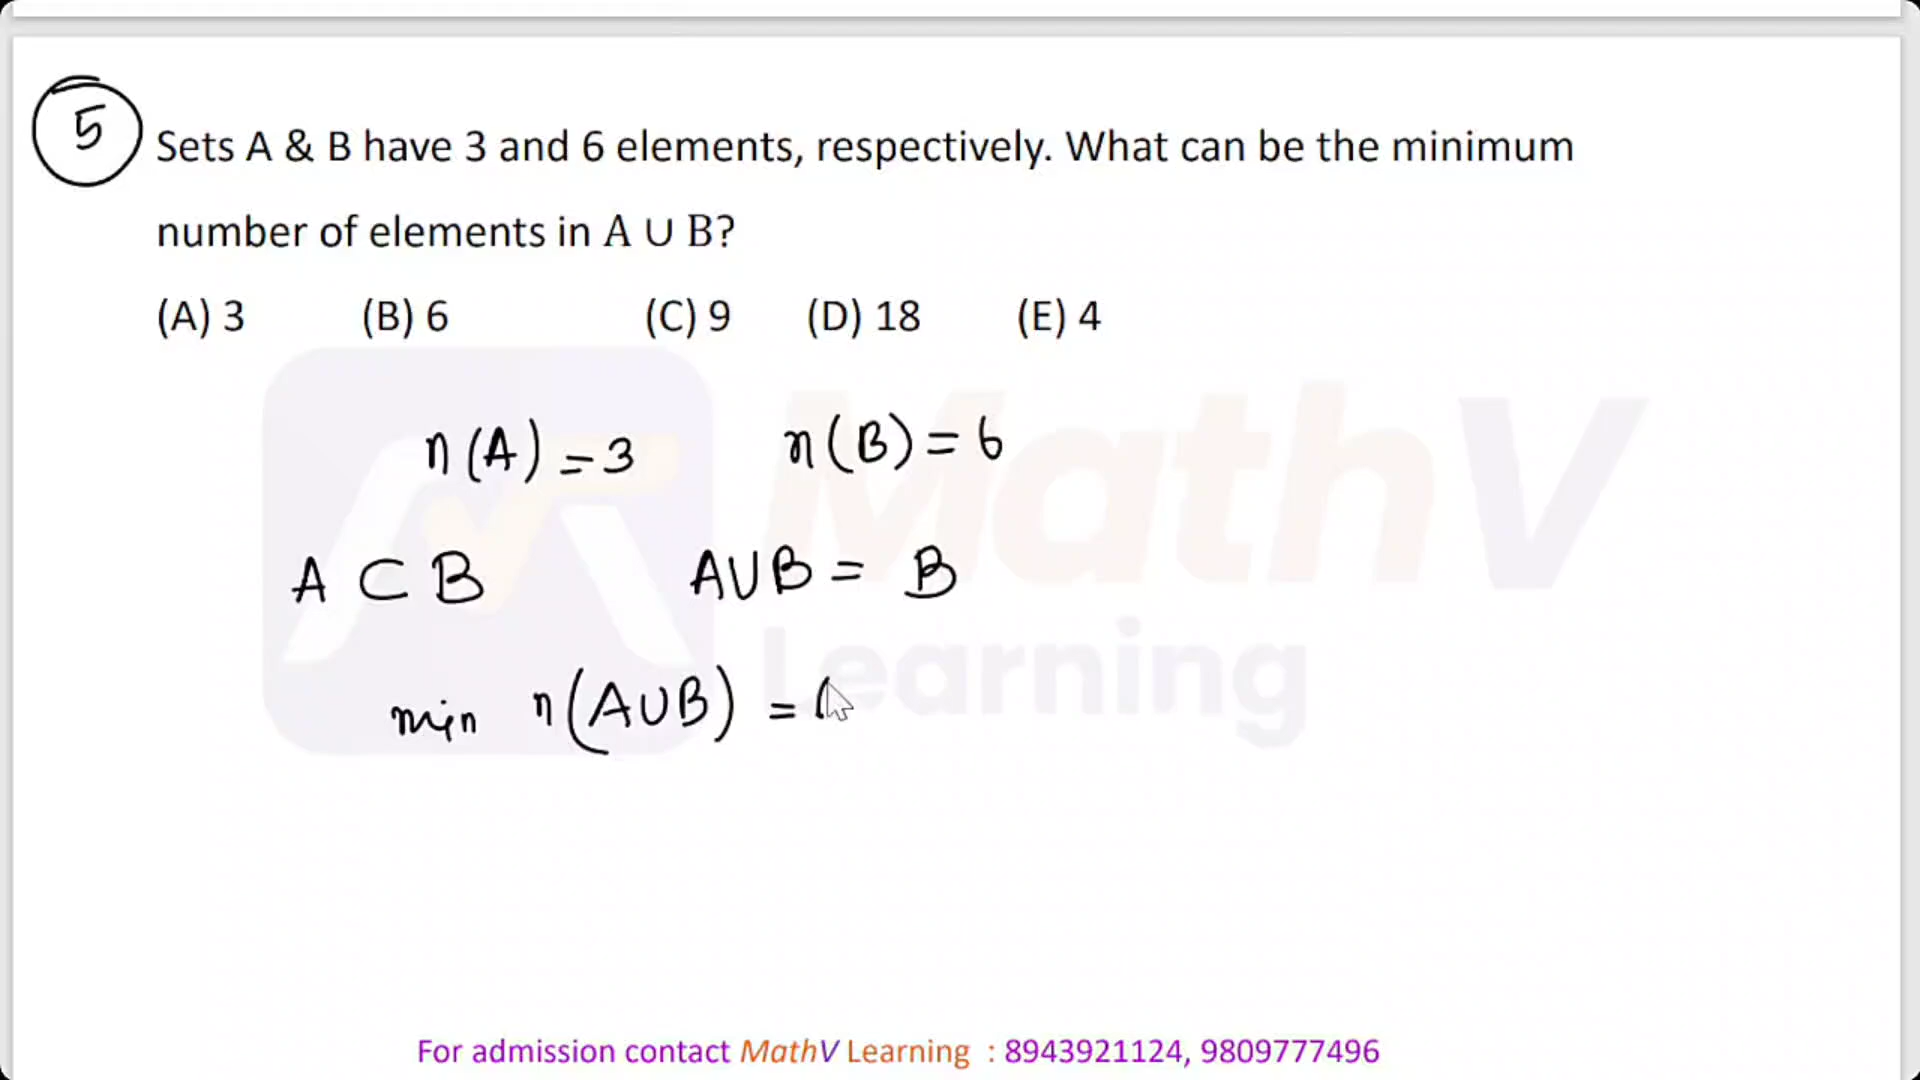 5
Sets A & B have 3 and 6 elements, respectively. What can be the minimum
number of elements in A ∪ B?
(A) 3 (B) 6 (C) 9 (D) 18 (E) 4
n(A) = 3 n(B) = 6
A ⊂ B A∪B = B
min n(A∪B) =
MathV
Learning
For admission contact MathV Learning : 8943921124, 9809777496